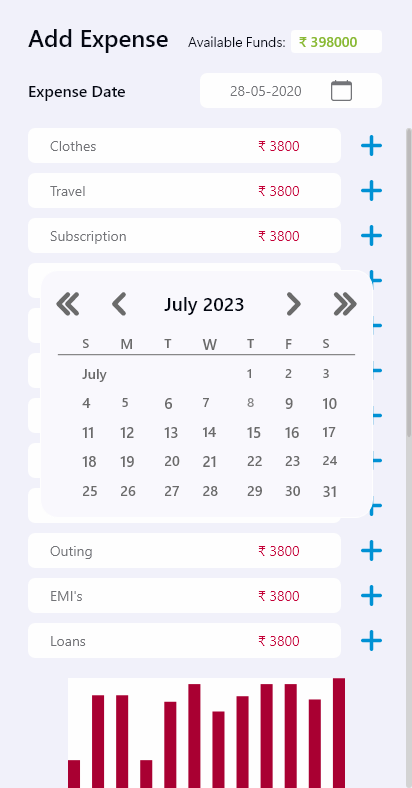 Add Expense Available Funds: ₹ 398000
Expense Date 28-05-2020
Clothes ₹ 3800
Travel ₹ 3800
Subscription ₹ 3800
July 2023
S M T W T F S
July 1 2 3
4 5 6 7 8 9 10
11 12 13 14 15 16 17
18 19 20 21 22 23 24
25 26 27 28 29 30 31
Outing ₹ 3800
EMI's ₹ 3800
Loans ₹ 3800